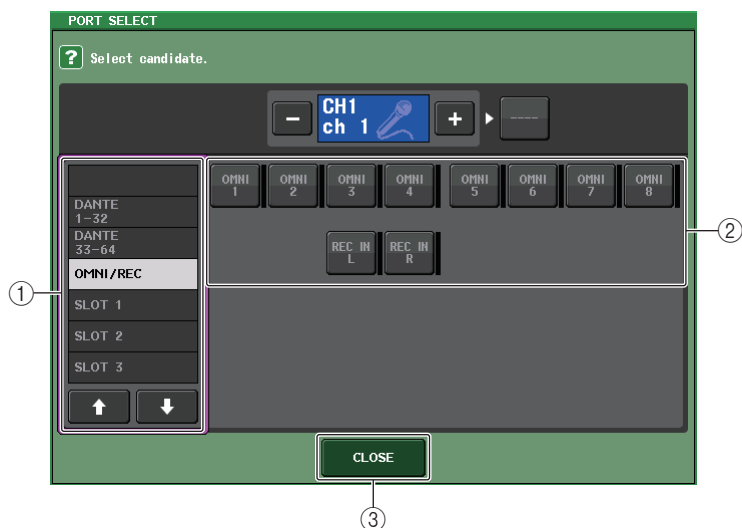 PORT SELECT
? Select candidate.
CH1
ch 1
− + ----
DANTE
1-32
DANTE
33-64
OMNI/REC
SLOT 1
SLOT 2
SLOT 3
OMNI 1
OMNI 2
OMNI 3
OMNI 4
OMNI 5
OMNI 6
OMNI 7
OMNI 8
REC IN L
REC IN R
CLOSE
①
②
③